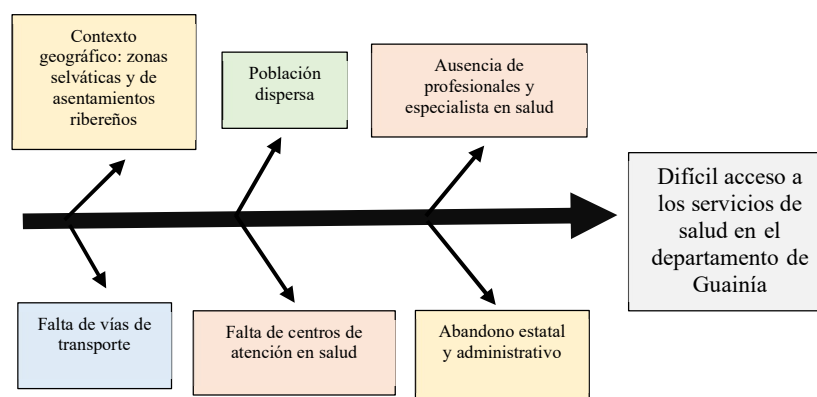 Contexto
geográfico: zonas
selváticas y de
asentamientos
ribereños
Población
dispersa
Ausencia de
profesionales y
especialista en salud
Difícil acceso a
los servicios de
salud en el
departamento de
Guainía
Falta de vías de
transporte
Falta de centros de
atención en salud
Abandono estatal
y administrativo